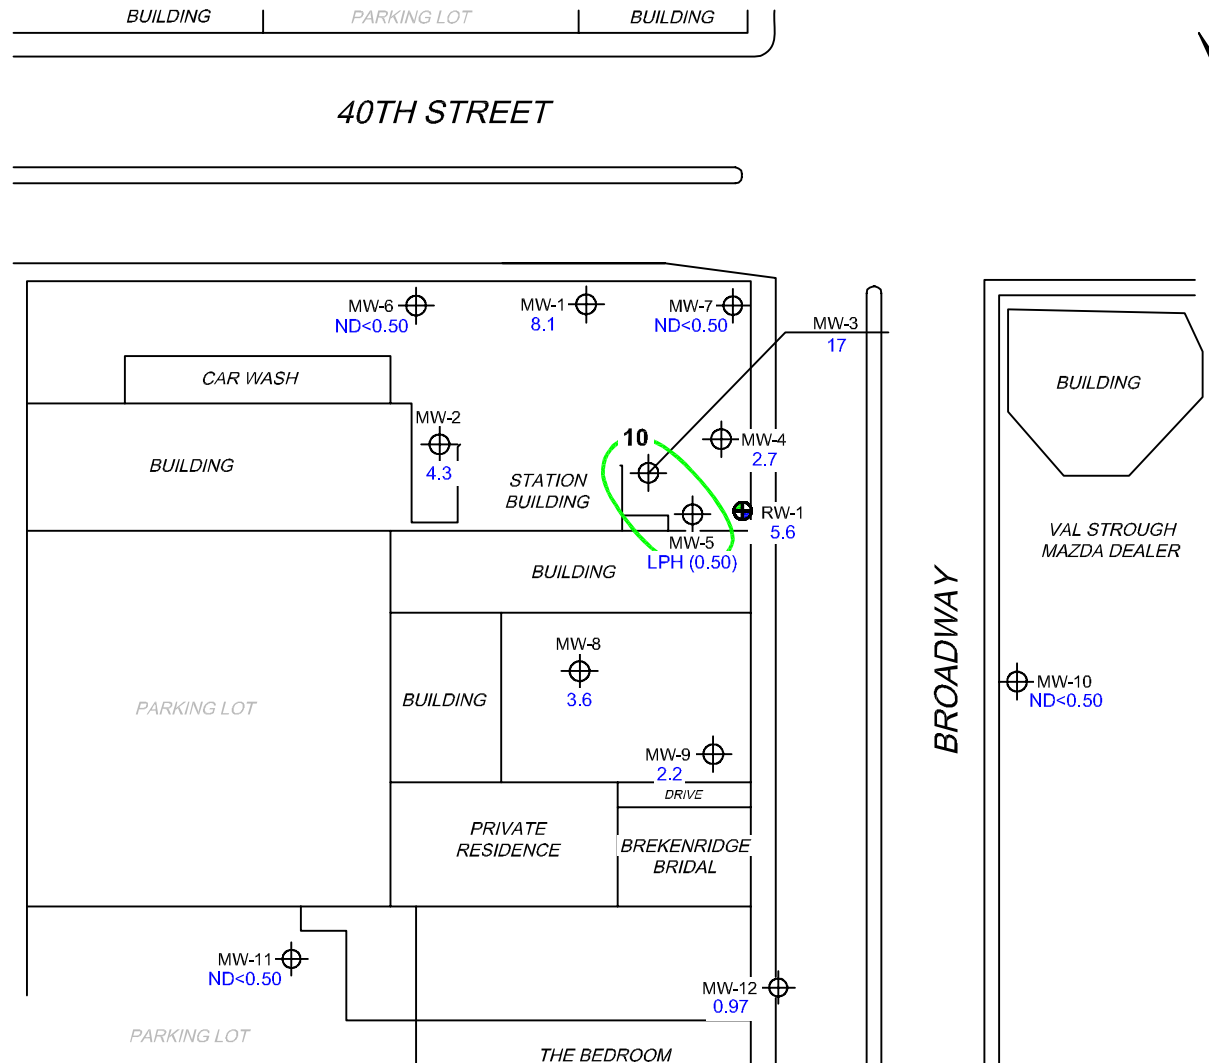 BUILDING
PARKING LOT
BUILDING
40TH STREET
MW-6
ND<0.50
MW-1
8.1
MW-7
ND<0.50
MW-3
17
CAR WASH
BUILDING
MW-2
4.3
BUILDING
10
MW-4
2.7
STATION
BUILDING
RW-1
5.6
MW-5
LPH (0.50)
VAL STROUGH
MAZDA DEALER
BUILDING
BROADWAY
MW-8
3.6
BUILDING
PARKING LOT
MW-10
ND<0.50
MW-9
2.2
DRIVE
PRIVATE
RESIDENCE
BREKENRIDGE
BRIDAL
MW-11
ND<0.50
MW-12
0.97
PARKING LOT
THE BEDROOM